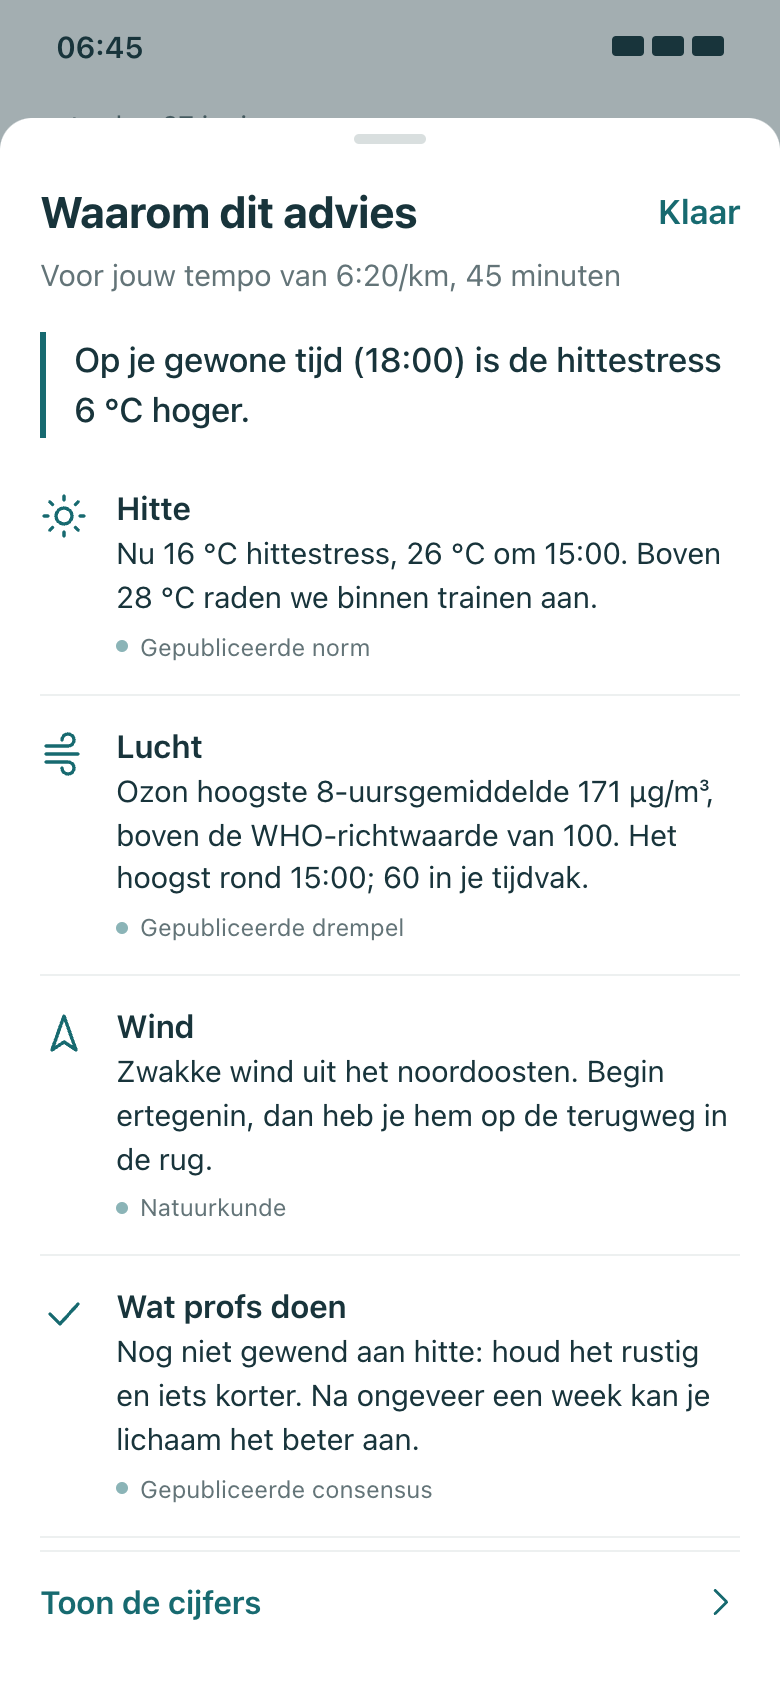 06:45
Waarom dit advies
Klaar
Voor jouw tempo van 6:20/km, 45 minuten
Op je gewone tijd (18:00) is de hittestress
6 °C hoger.
Hitte
Nu 16 °C hittestress, 26 °C om 15:00. Boven
28 °C raden we binnen trainen aan.
Gepubliceerde norm
Lucht
Ozon hoogste 8-uursgemiddelde 171 µg/m³,
boven de WHO-richtwaarde van 100. Het
hoogst rond 15:00; 60 in je tijdvak.
Gepubliceerde drempel
Wind
Zwakke wind uit het noordoosten. Begin
ertegenin, dan heb je hem op de terugweg in
de rug.
Natuurkunde
Wat profs doen
Nog niet gewend aan hitte: houd het rustig
en iets korter. Na ongeveer een week kan je
lichaam het beter aan.
Gepubliceerde consensus
Toon de cijfers